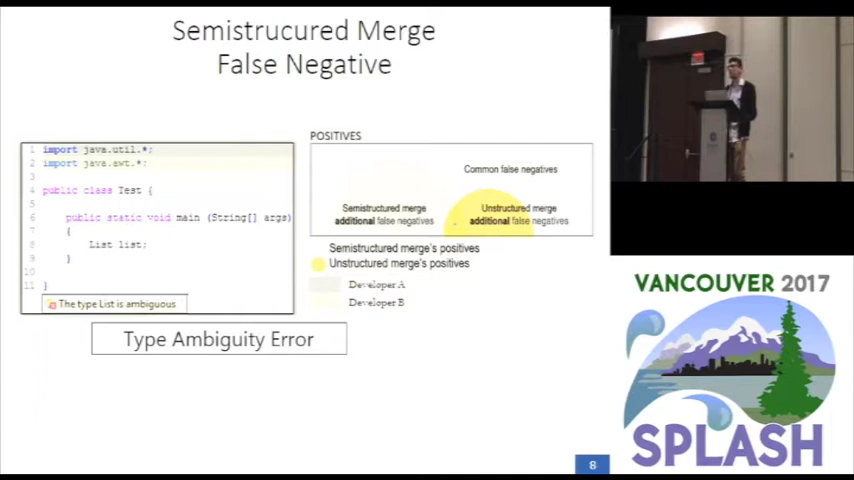 Semistrucured Merge
False Negative
1 import java.util.*;
2 import java.awt.*;
3
4 public class Test {
5
6 public static void main (String[] args)
7 {
8 List list;
9 }
10
11 }
The type List is ambiguous
Type Ambiguity Error
POSITIVES
Common false negatives
Semistructured merge
additional false negatives
Unstructured merge
additional false negatives
Semistructured merge's positives
Unstructured merge's positives
Developer A
Developer B
8
VANCOUVER 2017
SPLASH